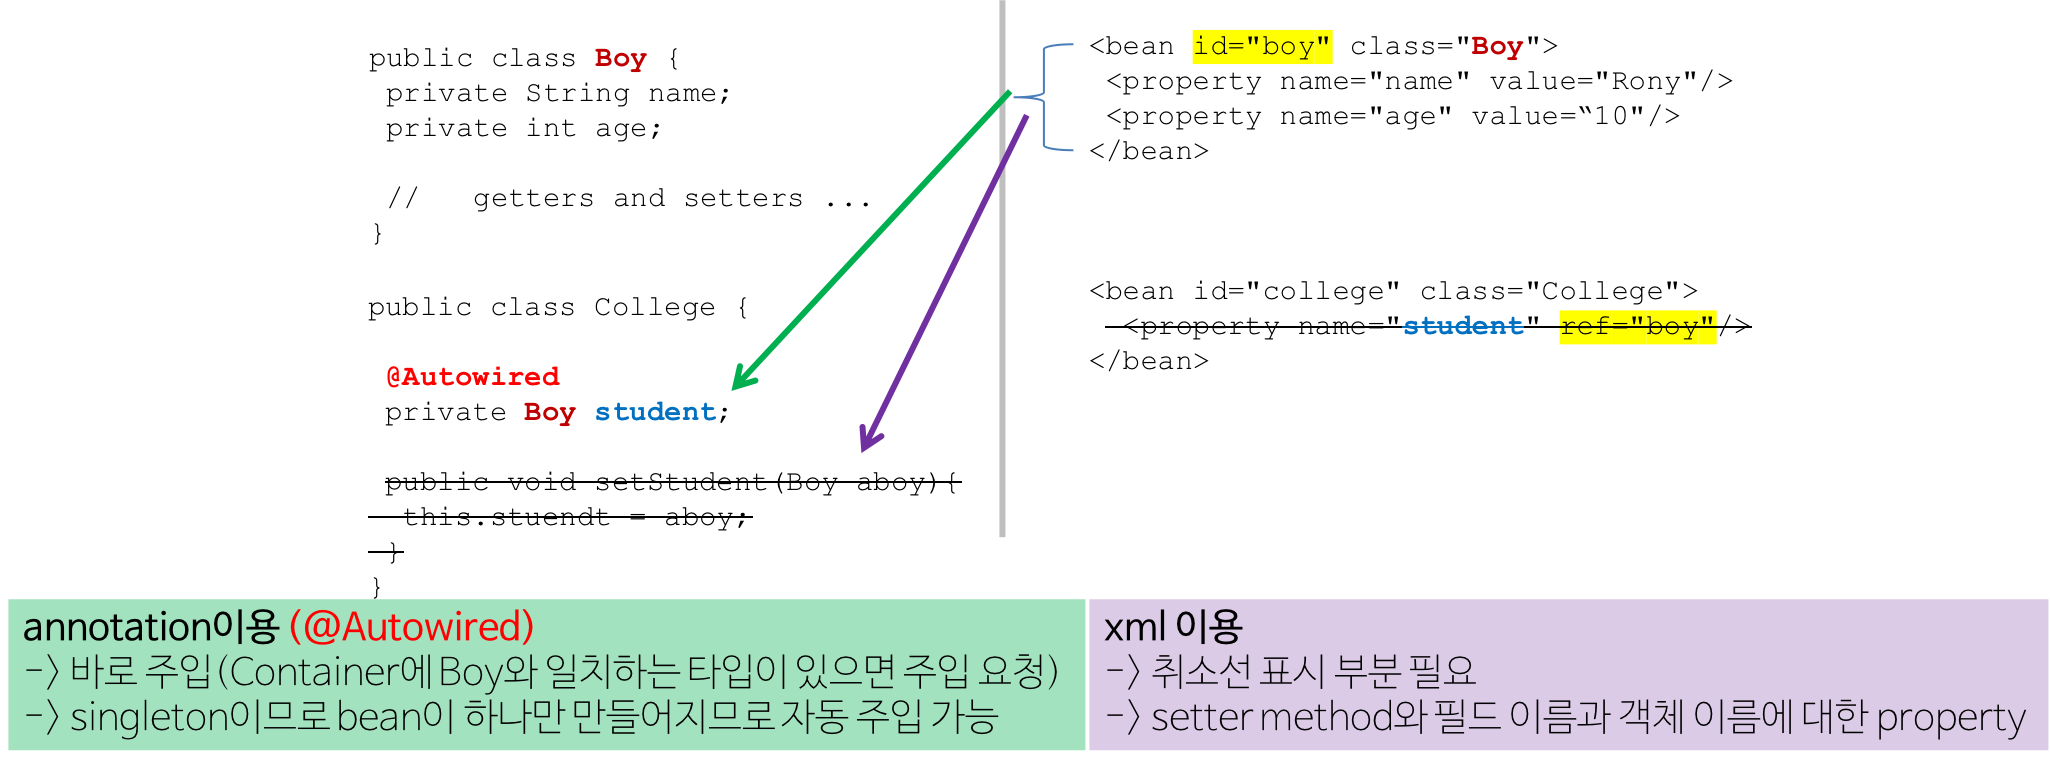 public class Boy {
private String name;
private int age;
// getters and setters ...
}
public class College {
@Autowired
private Boy student;
public void setStudent(Boy aboy){
this.stuendt = aboy;
}
}
<bean id="boy" class="Boy">
<property name="name" value="Rony"/>
<property name="age" value=“10"/>
</bean>
<bean id="college" class="College">
<property name="student" ref="boy"/>
</bean>
annotation이용 (@Autowired)
-> 바로 주입(Container에 Boy와 일치하는 타입이 있으면 주입 요청)
-> singleton이므로 bean이 하나만 만들어지므로 자동 주입 가능
xml 이용
-> 취소선 표시 부분 필요
-> setter method와 필드 이름과 객체 이름에 대한 property